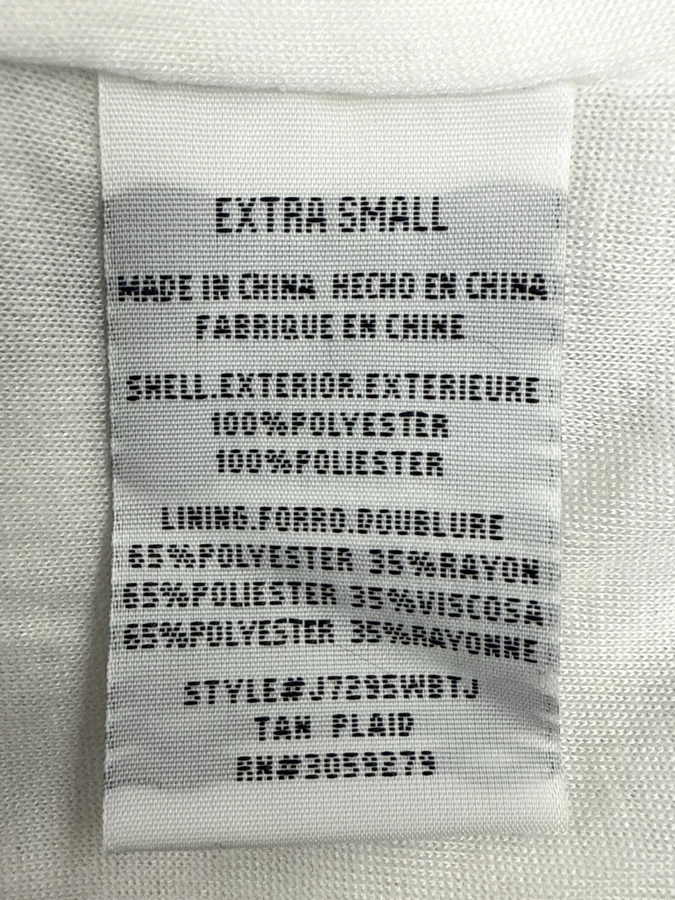 EXTRA SMALL
MADE IN CHINA HECHO EN CHINA
FABRIQUE EN CHINE
SHELL.EXTERIOR.EXTERIEURE
100%POLYESTER
100%POLIESTER
LINING.FORRO.DOUBLURE
65%POLYESTER 35%RAYON
65%POLIESTER 35%VISCOSA
65%POLYESTER 35%RAYONNE
STYLE#J7295WBTJ
TAN PLAID
RN#3059279